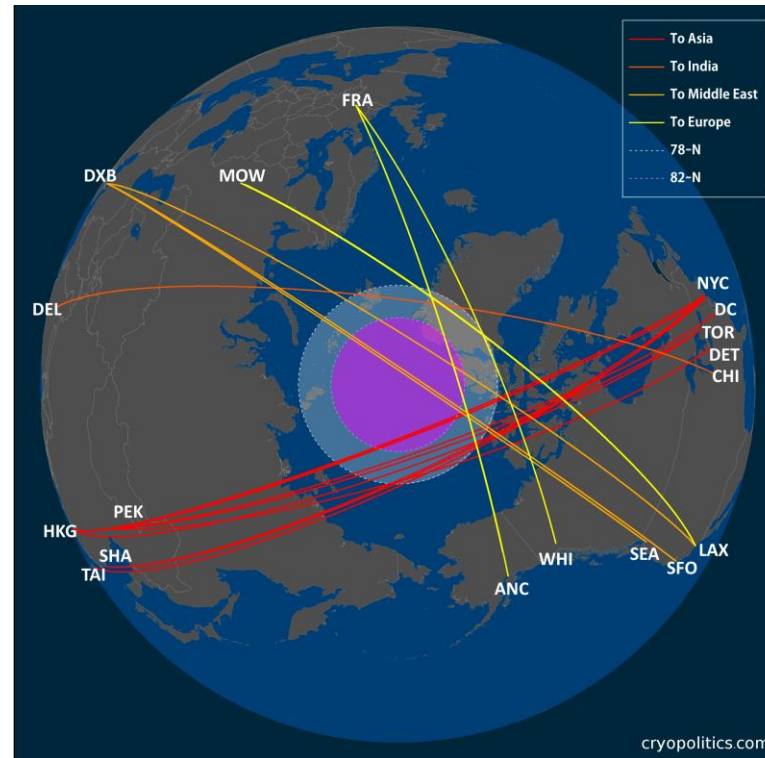 To Asia
To India
To Middle East
To Europe
78-N
82-N
FRA
DXB
MOW
NYC
DEL
DC
TOR
DET
CHI
PEK
HKG
SHA
TAI
WHI
SEA
LAX
SFO
ANC
cryopolitics.com